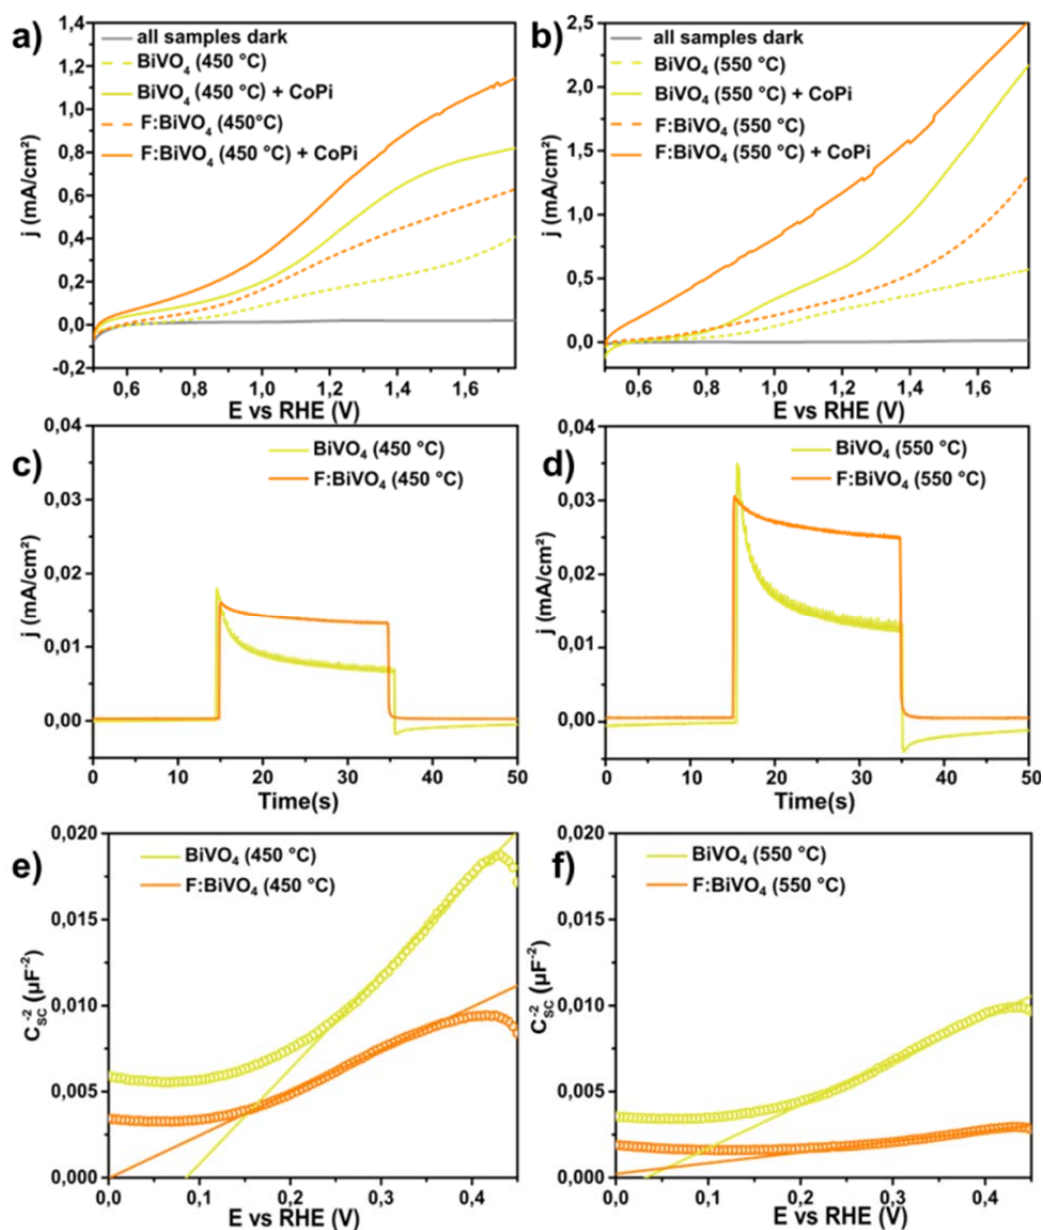 a)
all samples dark
BiVO₄ (450 °C)
BiVO₄ (450 °C) + CoPi
F:BiVO₄ (450°C)
F:BiVO₄ (450 °C) + CoPi
1,4
1,2
1,0
0,8
0,6
0,4
0,2
0,0
-0,2
j (mA/cm²)
0,6 0,8 1,0 1,2 1,4 1,6
E vs RHE (V)
b)
all samples dark
BiVO₄ (550 °C)
BiVO₄ (550 °C) + CoPi
F:BiVO₄ (550 °C)
F:BiVO₄ (550 °C) + CoPi
2,5
2,0
1,5
1,0
0,5
0,0
j (mA/cm²)
0,6 0,8 1,0 1,2 1,4 1,6
E vs RHE (V)
c)
BiVO₄ (450 °C)
F:BiVO₄ (450 °C)
0,04
0,03
0,02
0,01
0,00
j (mA/cm²)
0 10 20 30 40 50
Time(s)
d)
BiVO₄ (550 °C)
F:BiVO₄ (550 °C)
0,04
0,03
0,02
0,01
0,00
j (mA/cm²)
0 10 20 30 40 50
Time(s)
e)
BiVO₄ (450 °C)
F:BiVO₄ (450 °C)
0,020
0,015
0,010
0,005
0,000
C_SC⁻² (µF⁻²)
0,0 0,1 0,2 0,3 0,4
E vs RHE (V)
f)
BiVO₄ (550 °C)
F:BiVO₄ (550 °C)
0,020
0,015
0,010
0,005
0,000
C_SC⁻² (µF⁻²)
0,0 0,1 0,2 0,3 0,4
E vs RHE (V)